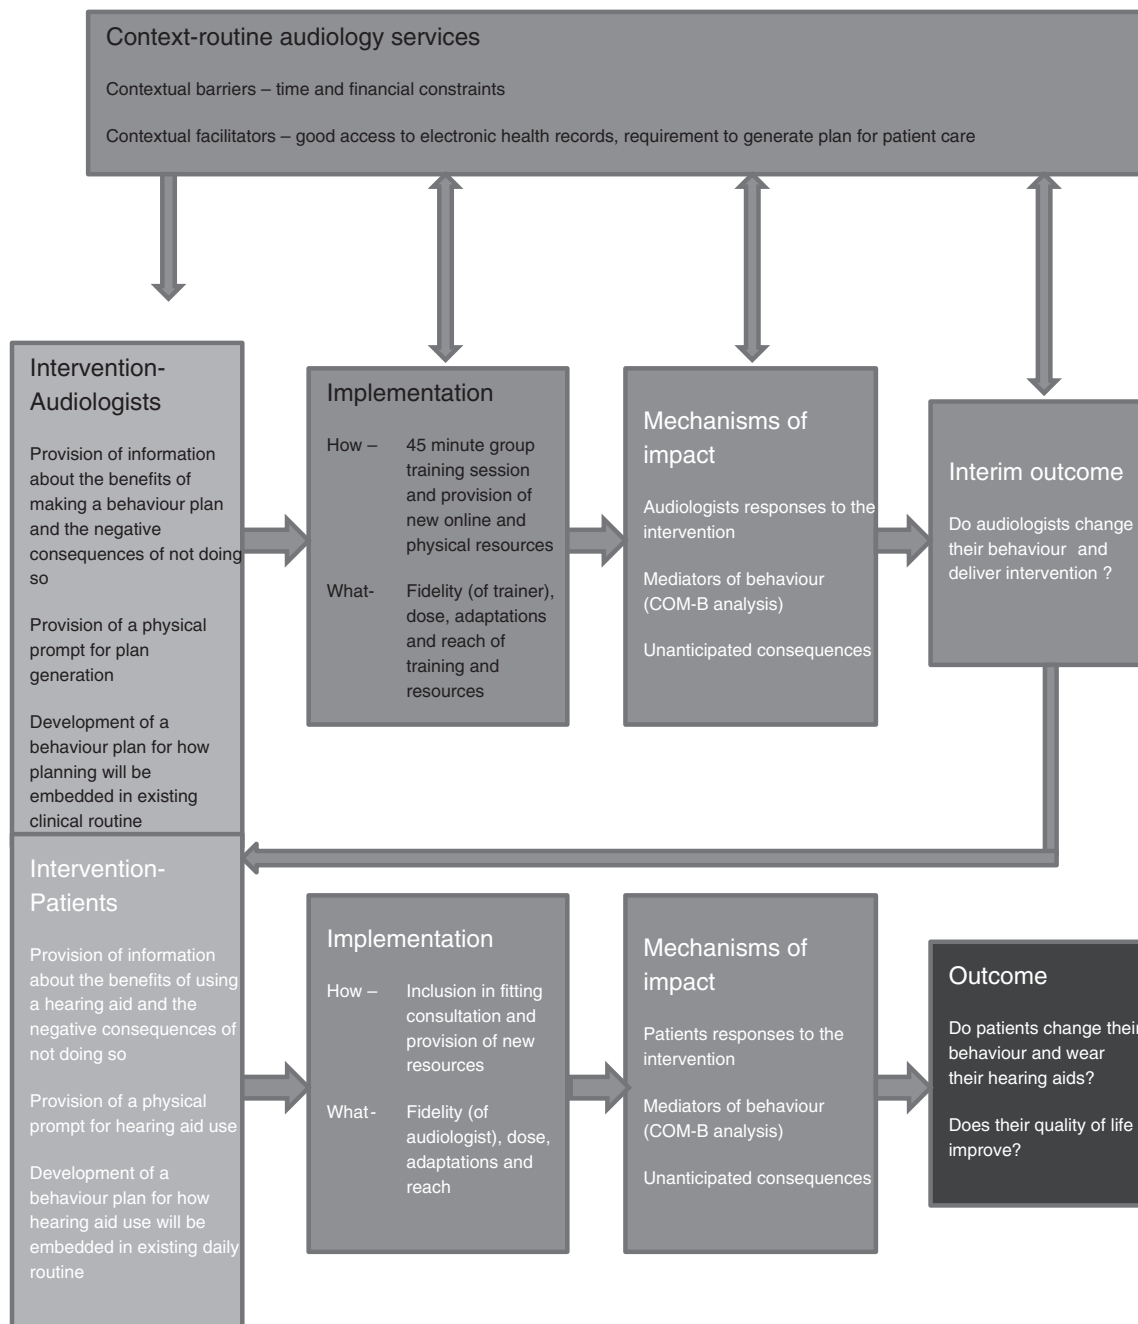 Context-routine audiology services
Contextual barriers – time and financial constraints
Contextual facilitators – good access to electronic health records, requirement to generate plan for patient care
Intervention-
Audiologists
Provision of information
about the benefits of
making a behaviour plan
and the negative
consequences of not doing
so
Provision of a physical
prompt for plan
generation
Development of a
behaviour plan for how
planning will be
embedded in existing
clinical routine
Implementation
How – 45 minute group
training session
and provision of
new online and
physical resources
What- Fidelity (of trainer),
dose, adaptations
and reach of
training and
resources
Mechanisms of
impact
Audiologists responses to the
intervention
Mediators of behaviour
(COM-B analysis)
Unanticipated consequences
Interim outcome
Do audiologists change
their behaviour and
deliver intervention ?
Intervention-
Patients
Provision of information
about the benefits of using
a hearing aid and the
negative consequences of
not doing so
Provision of a physical
prompt for hearing aid use
Development of a
behaviour plan for how
hearing aid use will be
embedded in existing daily
routine
Implementation
How – Inclusion in fitting
consultation and
provision of new
resources
What- Fidelity (of
audiologist), dose,
adaptations and
reach
Mechanisms of
impact
Patients responses to the
intervention
Mediators of behaviour
(COM-B analysis)
Unanticipated consequences
Outcome
Do patients change their
behaviour and wear
their hearing aids?
Does their quality of life
improve?